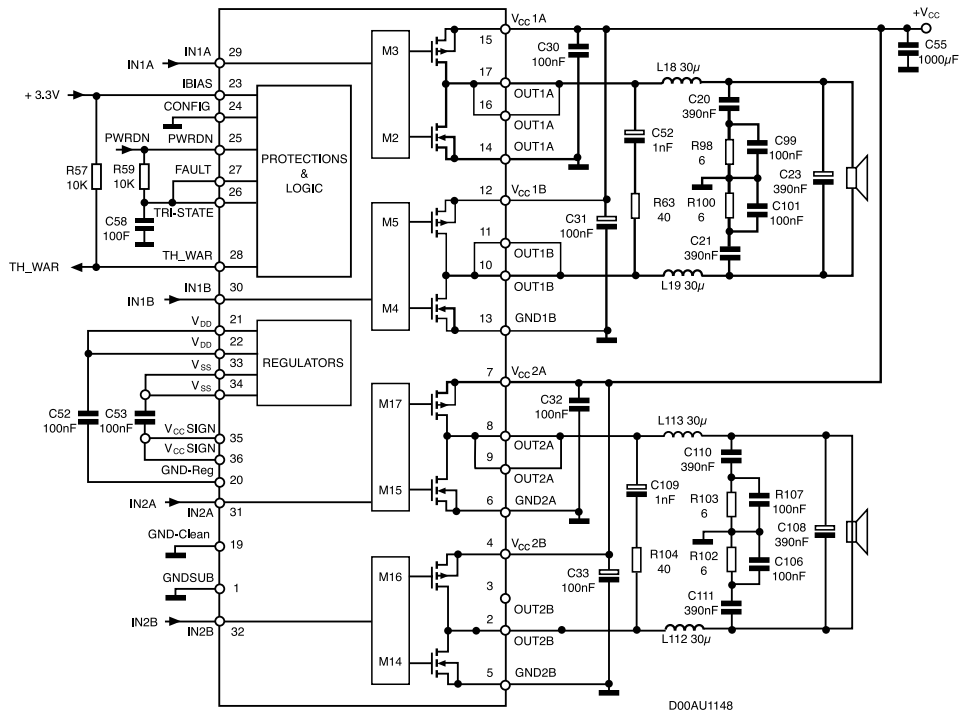 VCC1A
+VCC
15
C30
100nF
C55
1000µF
M3
IN1A
29
IN1A
17
L18 30µ
OUT1A
16
C20
390nF
IBIAS
23
+ 3.3V
CONFIG
24
OUT1A
C52
1nF
C99
100nF
R98
6
M2
PWRDN
PWRDN
25
14
OUT1A
R57
10K
R59
10K
PROTECTIONS
&
LOGIC
FAULT
27
C23
390nF
26
TRI-STATE
12
VCC1B
M5
C31
100nF
R63
40
R100
6
C101
100nF
C58
100F
11
OUT1B
C21
390nF
TH_WAR
28
TH_WAR
10
OUT1B
L19 30µ
IN1B
30
IN1B
M4
13
GND1B
VDD
21
VDD
22
REGULATORS
VSS
33
VSS
34
7
VCC2A
M17
C32
100nF
C52
100nF
C53
100nF
8
OUT2A
L113 30µ
VCCSIGN
35
VCCSIGN
36
9
OUT2A
C110
390nF
GND-Reg
20
M15
C109
1nF
R103
6
R107
100nF
6
GND2A
IN2A
IN2A
31
C108
390nF
GND-Clean
19
4
VCC2B
R104
40
R102
6
C106
100nF
M16
C33
100nF
GNDSUB
1
3
OUT2B
C111
390nF
IN2B
IN2B
32
2
OUT2B
L112 30µ
M14
5
GND2B
D00AU1148